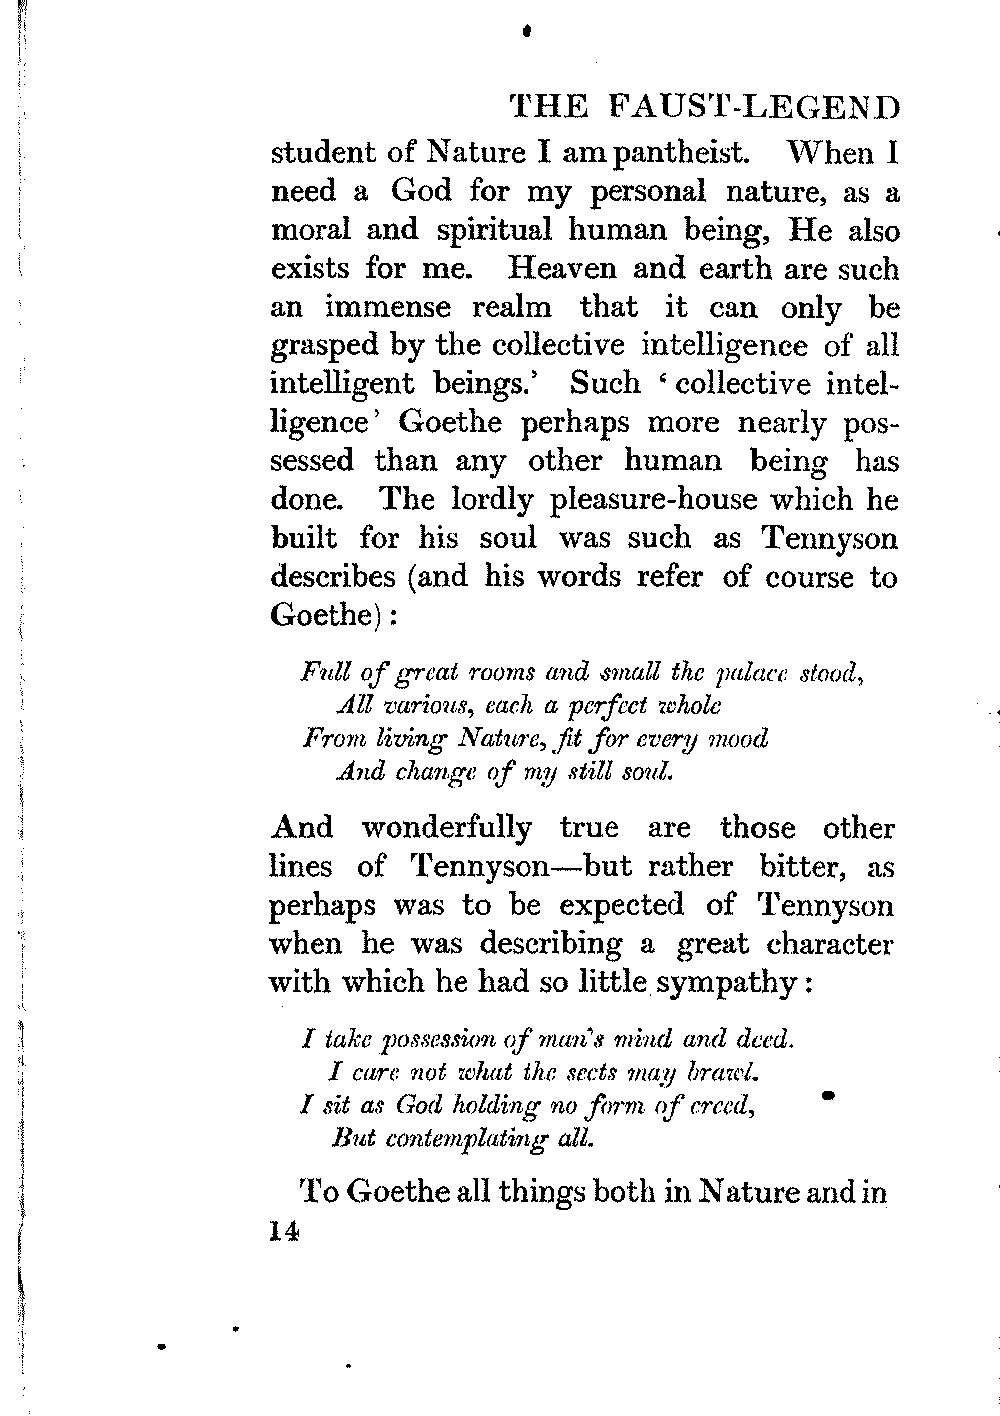 THE FAUST-LEGEND
student of Nature I am pantheist. When I
need a God for my personal nature, as a
moral and spiritual human being, He also
exists for me. Heaven and earth are such
an immense realm that it can only be
grasped by the collective intelligence of all
intelligent beings.’ Such ‘collective intel-
ligence’ Goethe perhaps more nearly pos-
sessed than any other human being has
done. The lordly pleasure-house which he
built for his soul was such as Tennyson
describes (and his words refer of course to
Goethe):
Full of great rooms and small the palace stood,
All various, each a perfect whole
From living Nature, fit for every mood
And change of my still soul.
And wonderfully true are those other
lines of Tennyson—but rather bitter, as
perhaps was to be expected of Tennyson
when he was describing a great character
with which he had so little sympathy:
I take possession of man's mind and deed.
I care not what the sects may brawl.
I sit as God holding no form of creed,
But contemplating all.
To Goethe all things both in Nature and in
14